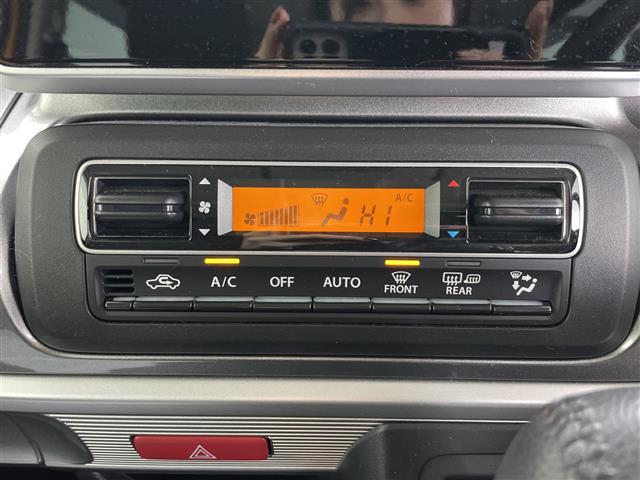 A/C
HI
A/C OFF AUTO FRONT REAR